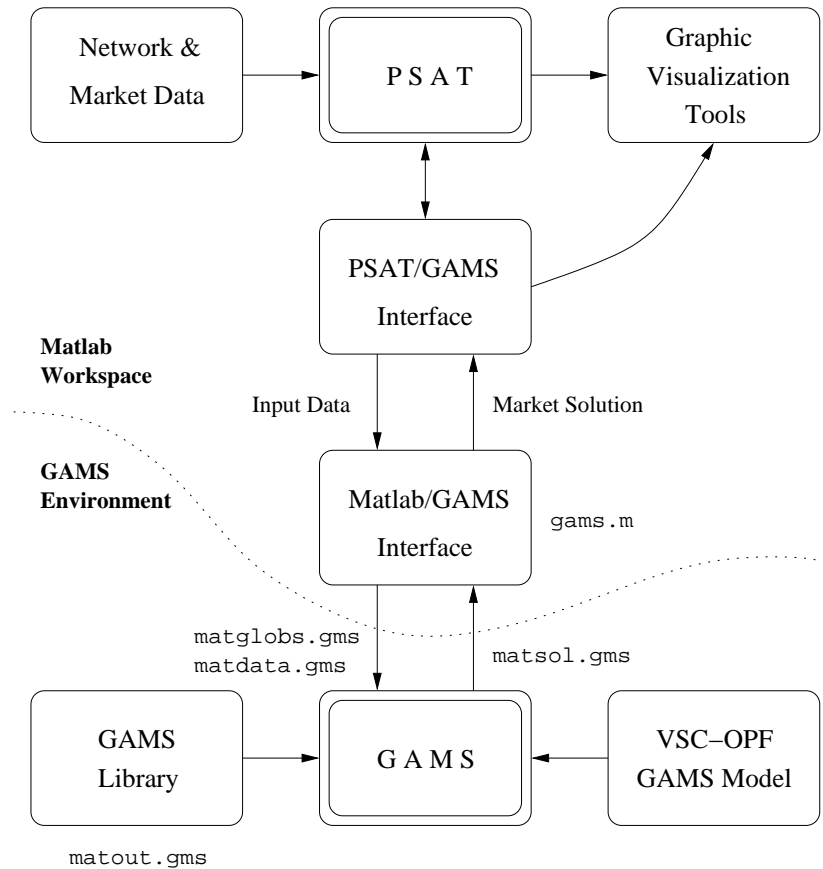 Network &
Market Data
P S A T
Graphic
Visualization
Tools
PSAT/GAMS
Interface
Matlab
Workspace
Input Data
Market Solution
GAMS
Environment
Matlab/GAMS
Interface
gams.m
matglobs.gms
matdata.gms
matsol.gms
GAMS
Library
G A M S
VSC−OPF
GAMS Model
matout.gms